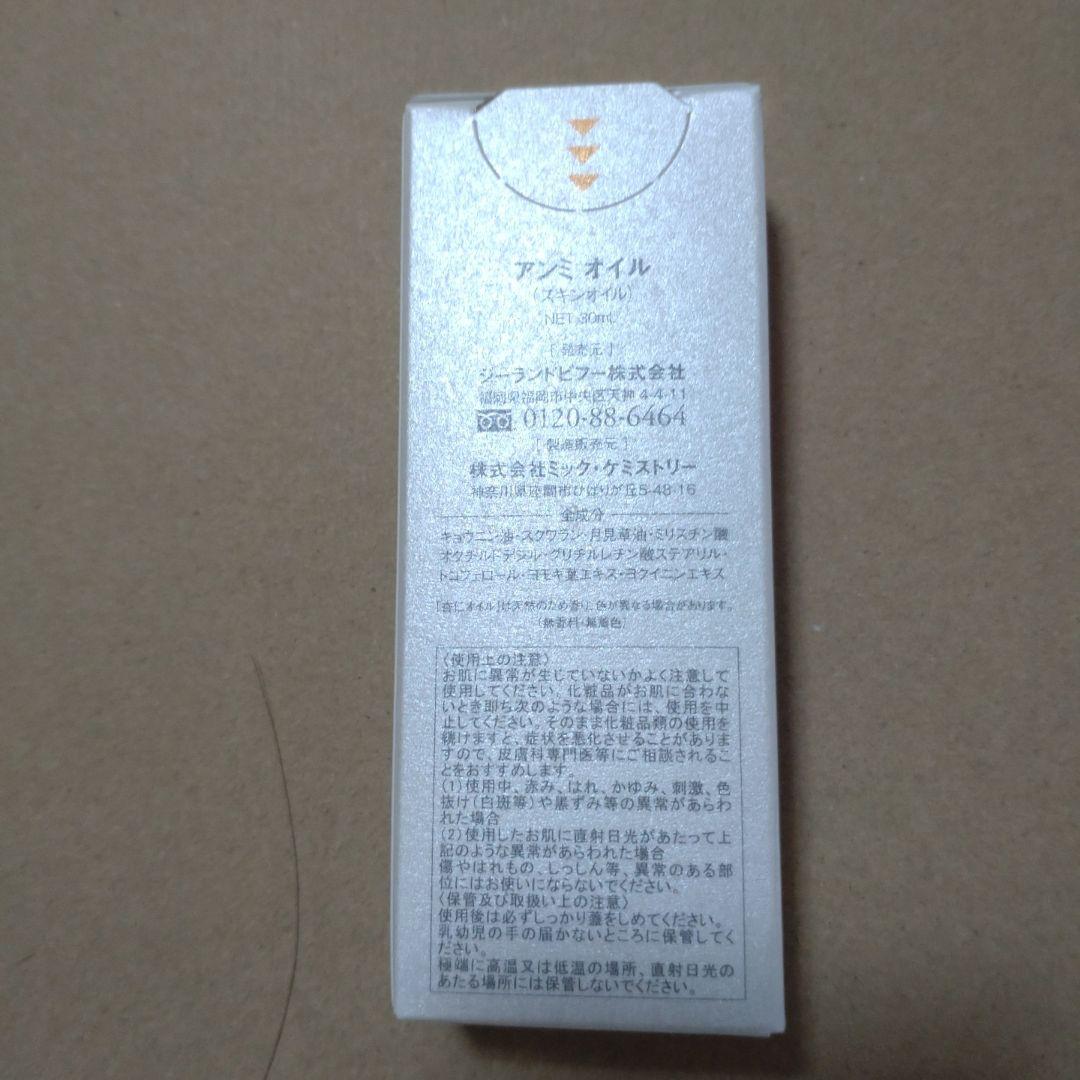 アンミ オイル
(スキンオイル)
NET 30mL
[ 発売元 ]
ジーランドビフー株式会社
福岡県福岡市中央区天神4-4-11
0120-88-6464
[ 製造販売元 ]
株式会社ミック・ケミストリー
神奈川県座間市ひばりが丘5-48-16
全成分
キョウニン油・スクワラン・月見草油・ミリスチン酸
オクチルドデシル・グリチルレチン酸ステアリル・
トコフェロール・ヨモギ葉エキス・ヨクイニンエキス
「杏仁オイル」は天然のため香り、色が異なる場合があります。
(無香料・無着色)
〈使用上の注意〉
お肌に異常が生じていないかよく注意して
使用してください。化粧品がお肌に合わな
いとき即ち次のような場合には、使用を中
止してください。そのまま化粧品類の使用を
続けますと、症状を悪化させることがありま
すので、皮膚科専門医等にご相談されるこ
とをおすすめします。
(1)使用中、赤み、はれ、かゆみ、刺激、色
抜け(白斑等)や黒ずみ等の異常があらわ
れた場合
(2)使用したお肌に直射日光があたって上
記のような異常があらわれた場合
傷やはれもの、しっしん等、異常のある部
位にはお使いにならないでください。
〈保管及び取扱い上の注意〉
使用後は必ずしっかり蓋をしめてください。
乳幼児の手の届かないところに保管してく
ださい。
極端に高温又は低温の場所、直射日光の
あたる場所には保管しないでください。